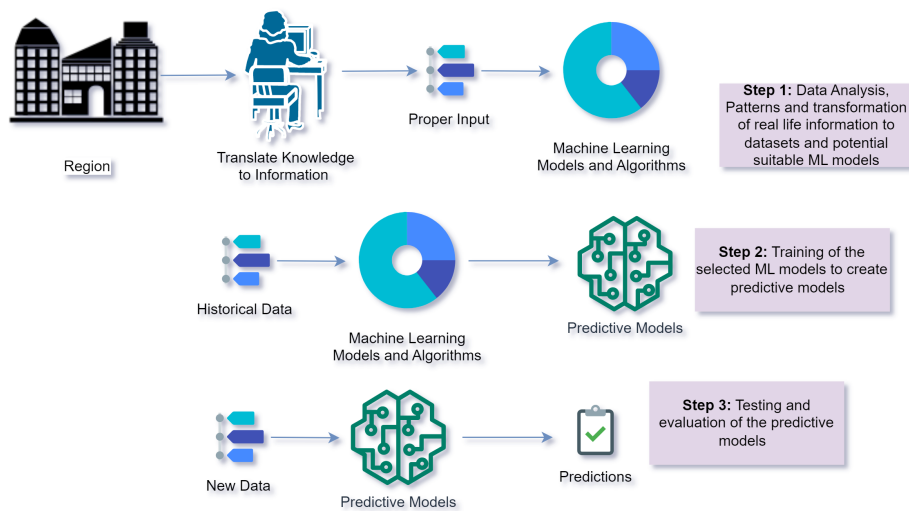 Region
Translate Knowledge
to Information
Proper Input
Machine Learning
Models and Algorithms
Step 1: Data Analysis,
Patterns and transformation
of real life information to
datasets and potential
suitable ML models
Historical Data
Machine Learning
Models and Algorithms
Predictive Models
Step 2: Training of the
selected ML models to create
predictive models
New Data
Predictive Models
Predictions
Step 3: Testing and
evaluation of the predictive
models